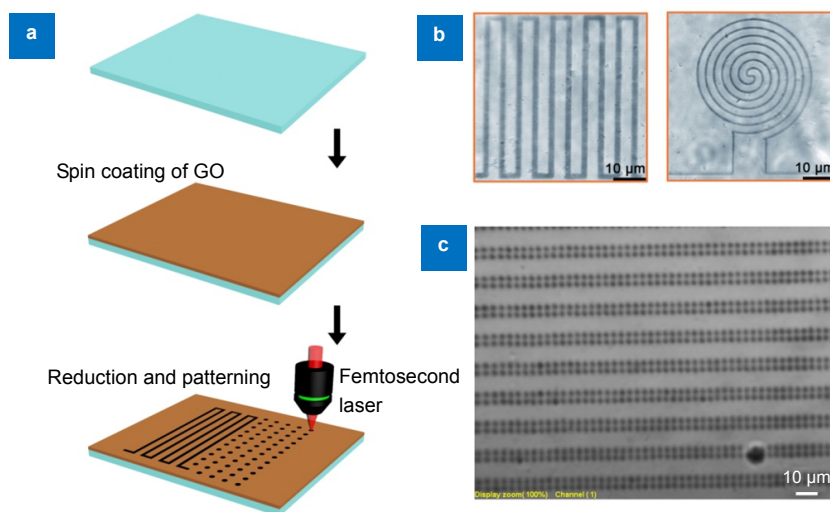 a
Spin coating of GO
Reduction and patterning
Femtosecond
laser
b
10 µm
10 µm
c
10 µm
Display zoom( 100%) Channel ( 1 )